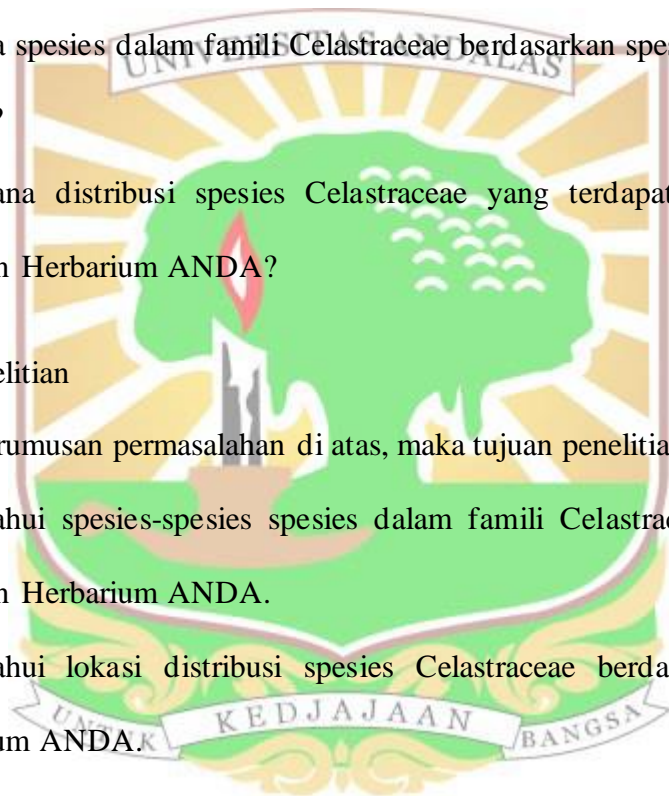 a spesies dalam famili Celastraceae berdasarkan spes
UNIVERSITAS ANDALAS
?
ana distribusi spesies Celastraceae yang terdapat
n Herbarium ANDA?
elitian
rumusan permasalahan di atas, maka tujuan penelitia
ahui spesies-spesies spesies dalam famili Celastra
n Herbarium ANDA.
ahui lokasi distribusi spesies Celastraceae berda
UNTUK KEDJAJAAN BANGSA
um ANDA.